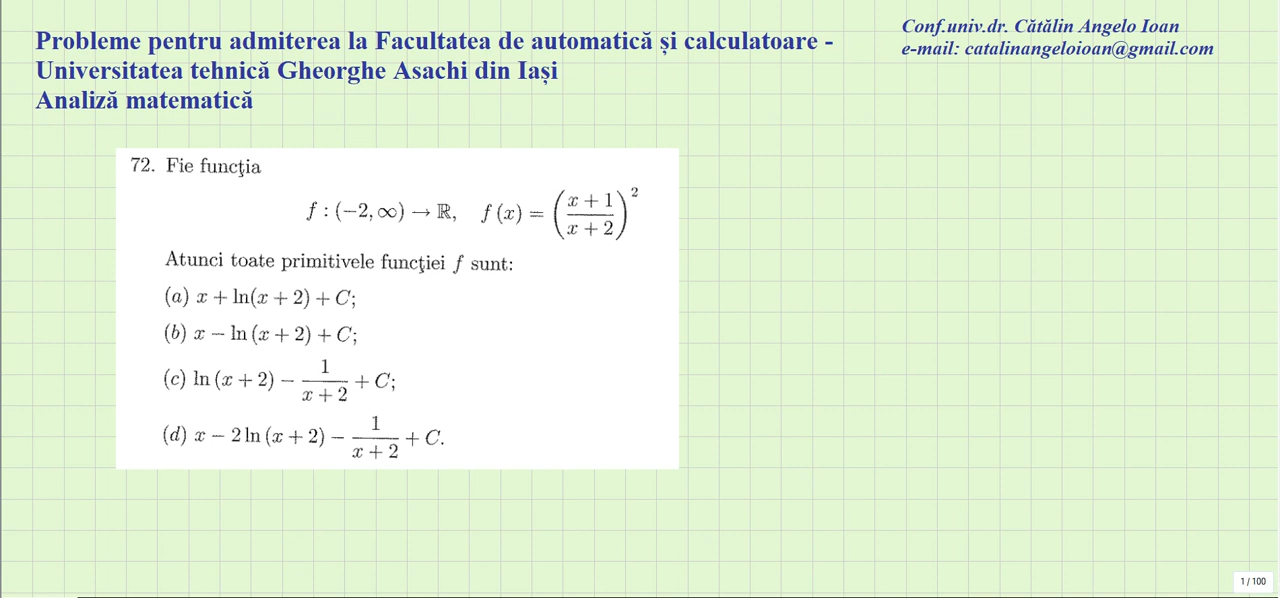 Probleme pentru admiterea la Facultatea de automatică și calculatoare -
Universitatea tehnică Gheorghe Asachi din Iași
Analiză matematică
Conf.univ.dr. Cătălin Angelo Ioan
e-mail: catalinangeloioan@gmail.com
72. Fie funcţia
f : (−2, ∞) → ℝ, f (x) = ((x + 1)/(x + 2))²
Atunci toate primitivele funcţiei f sunt:
(a) x + ln(x + 2) + C;
(b) x − ln (x + 2) + C;
(c) ln (x + 2) − 1/(x + 2) + C;
(d) x − 2 ln (x + 2) − 1/(x + 2) + C.
1 / 100